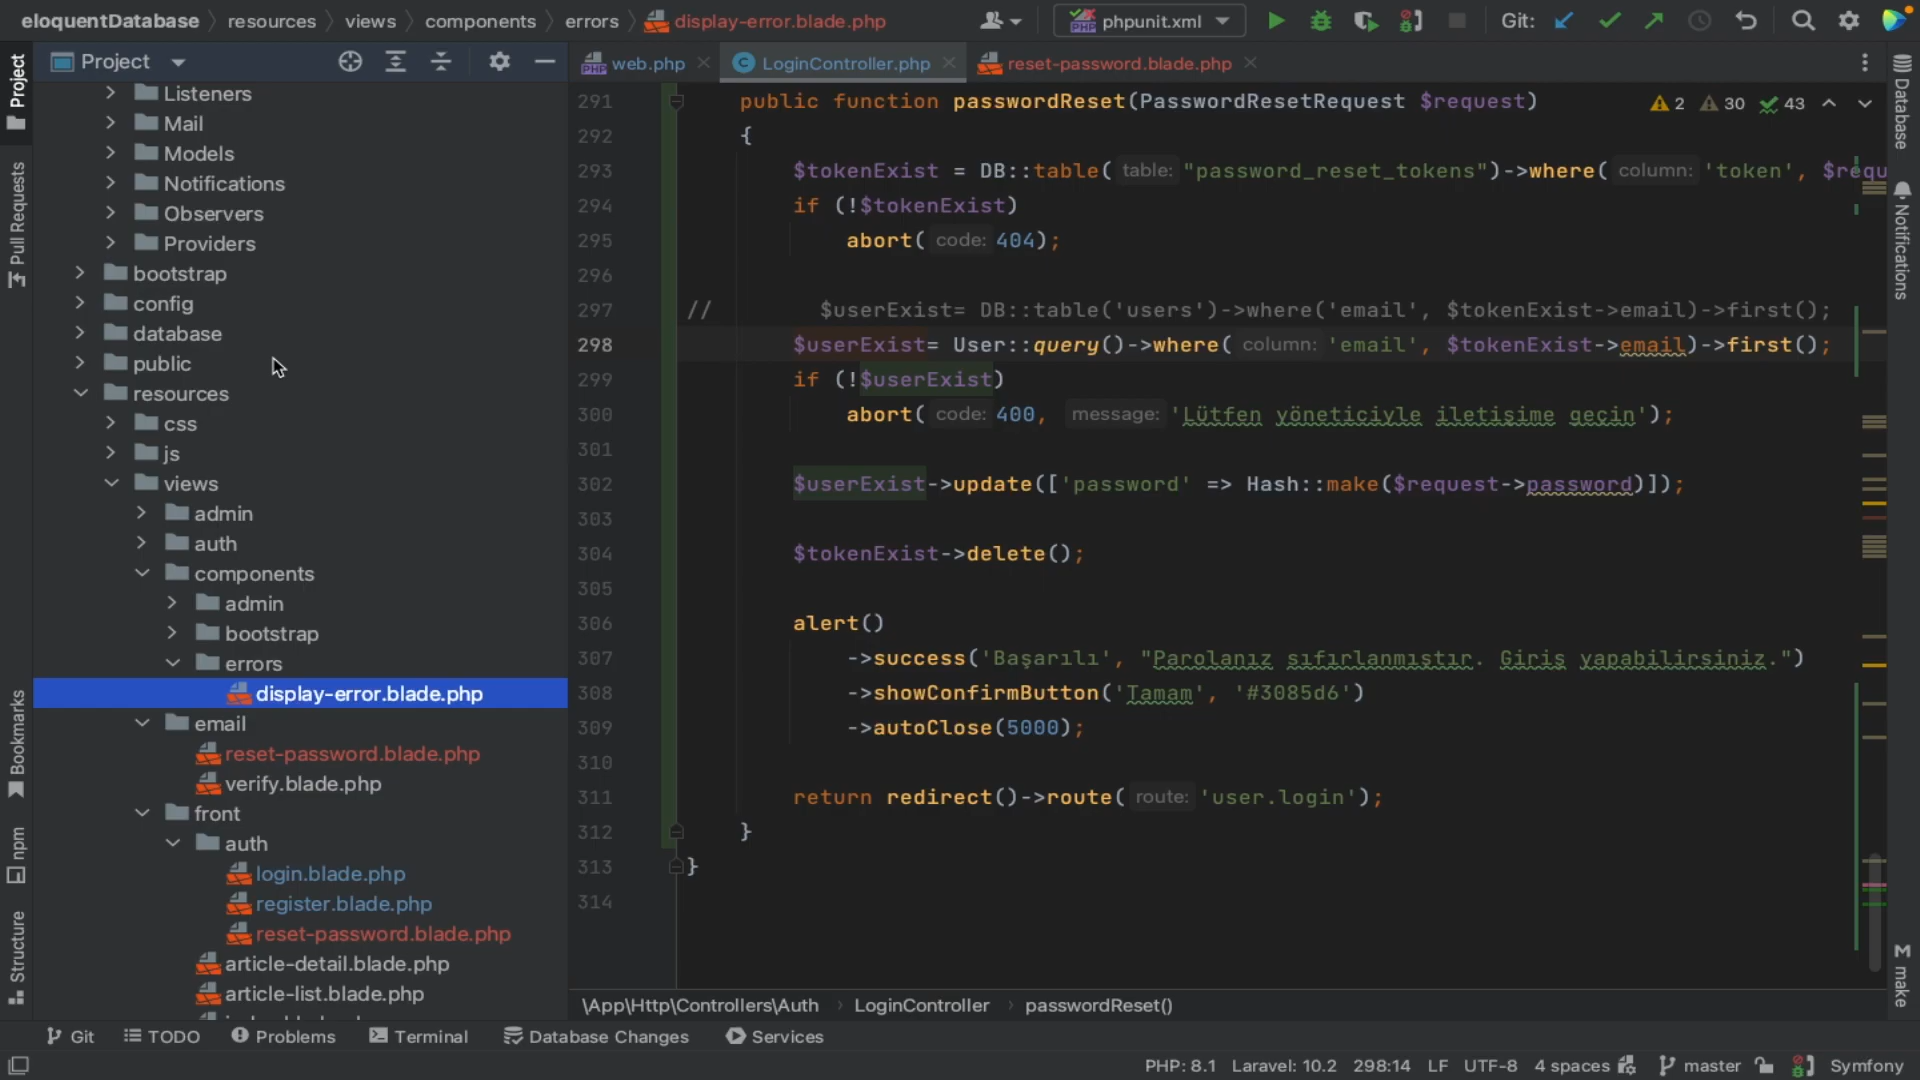 eloquentDatabase resources views components errors display-error.blade.php
phpunit.xml Git:
Project
web.php LoginController.php reset-password.blade.php
Listeners
Mail
Models
Notifications
Observers
Providers
bootstrap
config
database
public
resources
css
js
views
admin
auth
components
admin
bootstrap
errors
display-error.blade.php
email
reset-password.blade.php
verify.blade.php
front
auth
login.blade.php
register.blade.php
reset-password.blade.php
article-detail.blade.php
article-list.blade.php
291 public function passwordReset(PasswordResetRequest $request) 2 30 43
292 {
293 $tokenExist = DB::table( table: "password_reset_tokens")->where( column: 'token', $requ
294 if (!$tokenExist)
295 abort( code: 404);
296
297 // $userExist= DB::table('users')->where('email', $tokenExist->email)->first();
298 $userExist= User::query()->where( column: 'email', $tokenExist->email)->first();
299 if (!$userExist)
300 abort( code: 400, message: 'Lütfen yöneticiyle iletişime geçin');
301
302 $userExist->update(['password' => Hash::make($request->password)]);
303
304 $tokenExist->delete();
305
306 alert()
307 ->success('Başarılı', "Parolanız sıfırlanmıştır. Giriş yapabilirsiniz.")
308 ->showConfirmButton('Tamam', '#3085d6')
309 ->autoClose(5000);
310
311 return redirect()->route( route: 'user.login');
312 }
313 }
314
\App\Http\Controllers\Auth LoginController passwordReset()
Project
Pull Requests
Bookmarks
npm
Structure
Database
Notifications
make
Git TODO Problems Terminal Database Changes Services
PHP: 8.1 Laravel: 10.2 298:14 LF UTF-8 4 spaces master Symfony